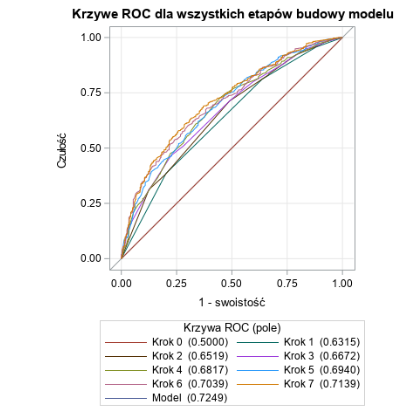 Krzywe ROC dla wszystkich etapów budowy modelu
1.00
0.75
0.50
0.25
0.00
Czułość
0.00 0.25 0.50 0.75 1.00
1 - swoistość
Krzywa ROC (pole)
Krok 0 (0.5000) Krok 1 (0.6315)
Krok 2 (0.6519) Krok 3 (0.6672)
Krok 4 (0.6817) Krok 5 (0.6940)
Krok 6 (0.7039) Krok 7 (0.7139)
Model (0.7249)